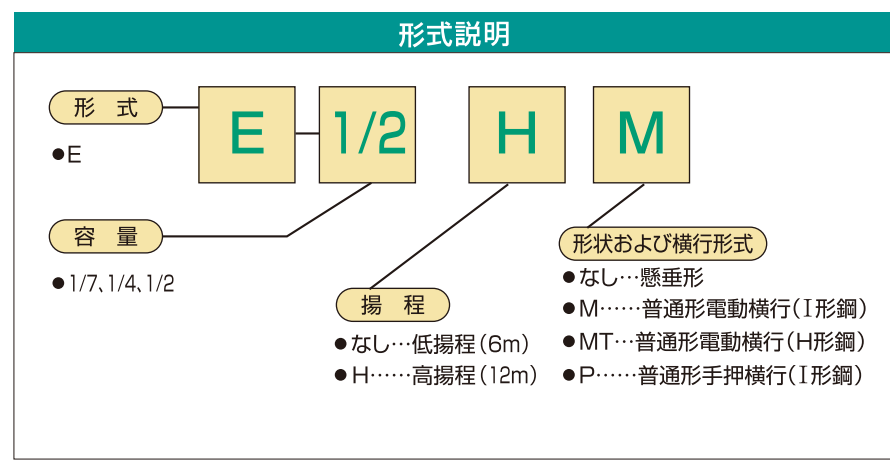 形式説明
形 式
E-1/2 H M
●E
容 量
●1/7、1/4、1/2
揚 程
●なし…低揚程(6m)
●H……高揚程(12m)
形状および横行形式
●なし…懸垂形
●M……普通形電動横行(I形鋼)
●MT…普通形電動横行(H形鋼)
●P……普通形手押横行(I形鋼)